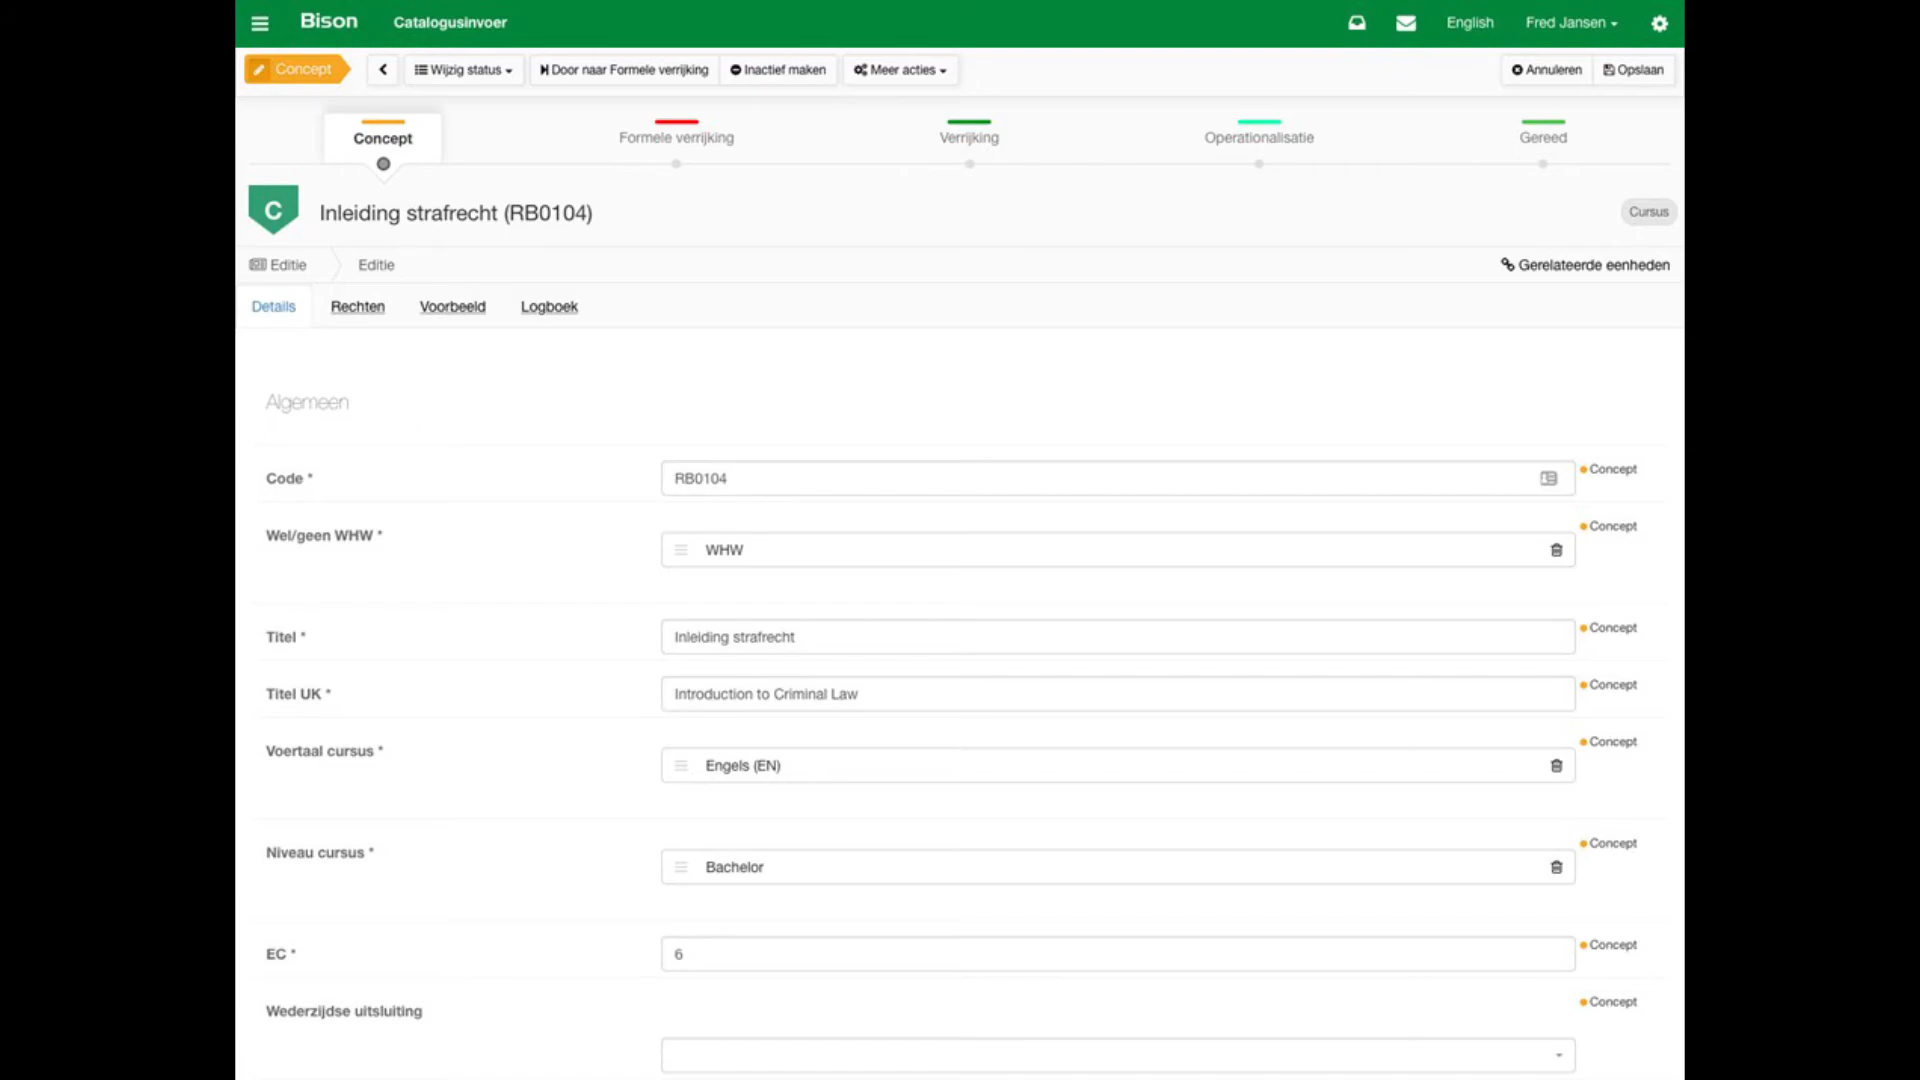 Bison Catalogusinvoer English Fred Jansen
Concept Wijzig status Door naar Formele verrijking Inactief maken Meer acties Annuleren Opslaan
Concept Formele verrijking Verrijking Operationalisatie Gereed
C Inleiding strafrecht (RB0104) Cursus
Editie Editie Gerelateerde eenheden
Details Rechten Voorbeeld Logboek
Algemeen
Code * RB0104 Concept
Wel/geen WHW * WHW Concept
Titel * Inleiding strafrecht Concept
Titel UK * Introduction to Criminal Law Concept
Voertaal cursus * Engels (EN) Concept
Niveau cursus * Bachelor Concept
EC * 6 Concept
Wederzijdse uitsluiting Concept